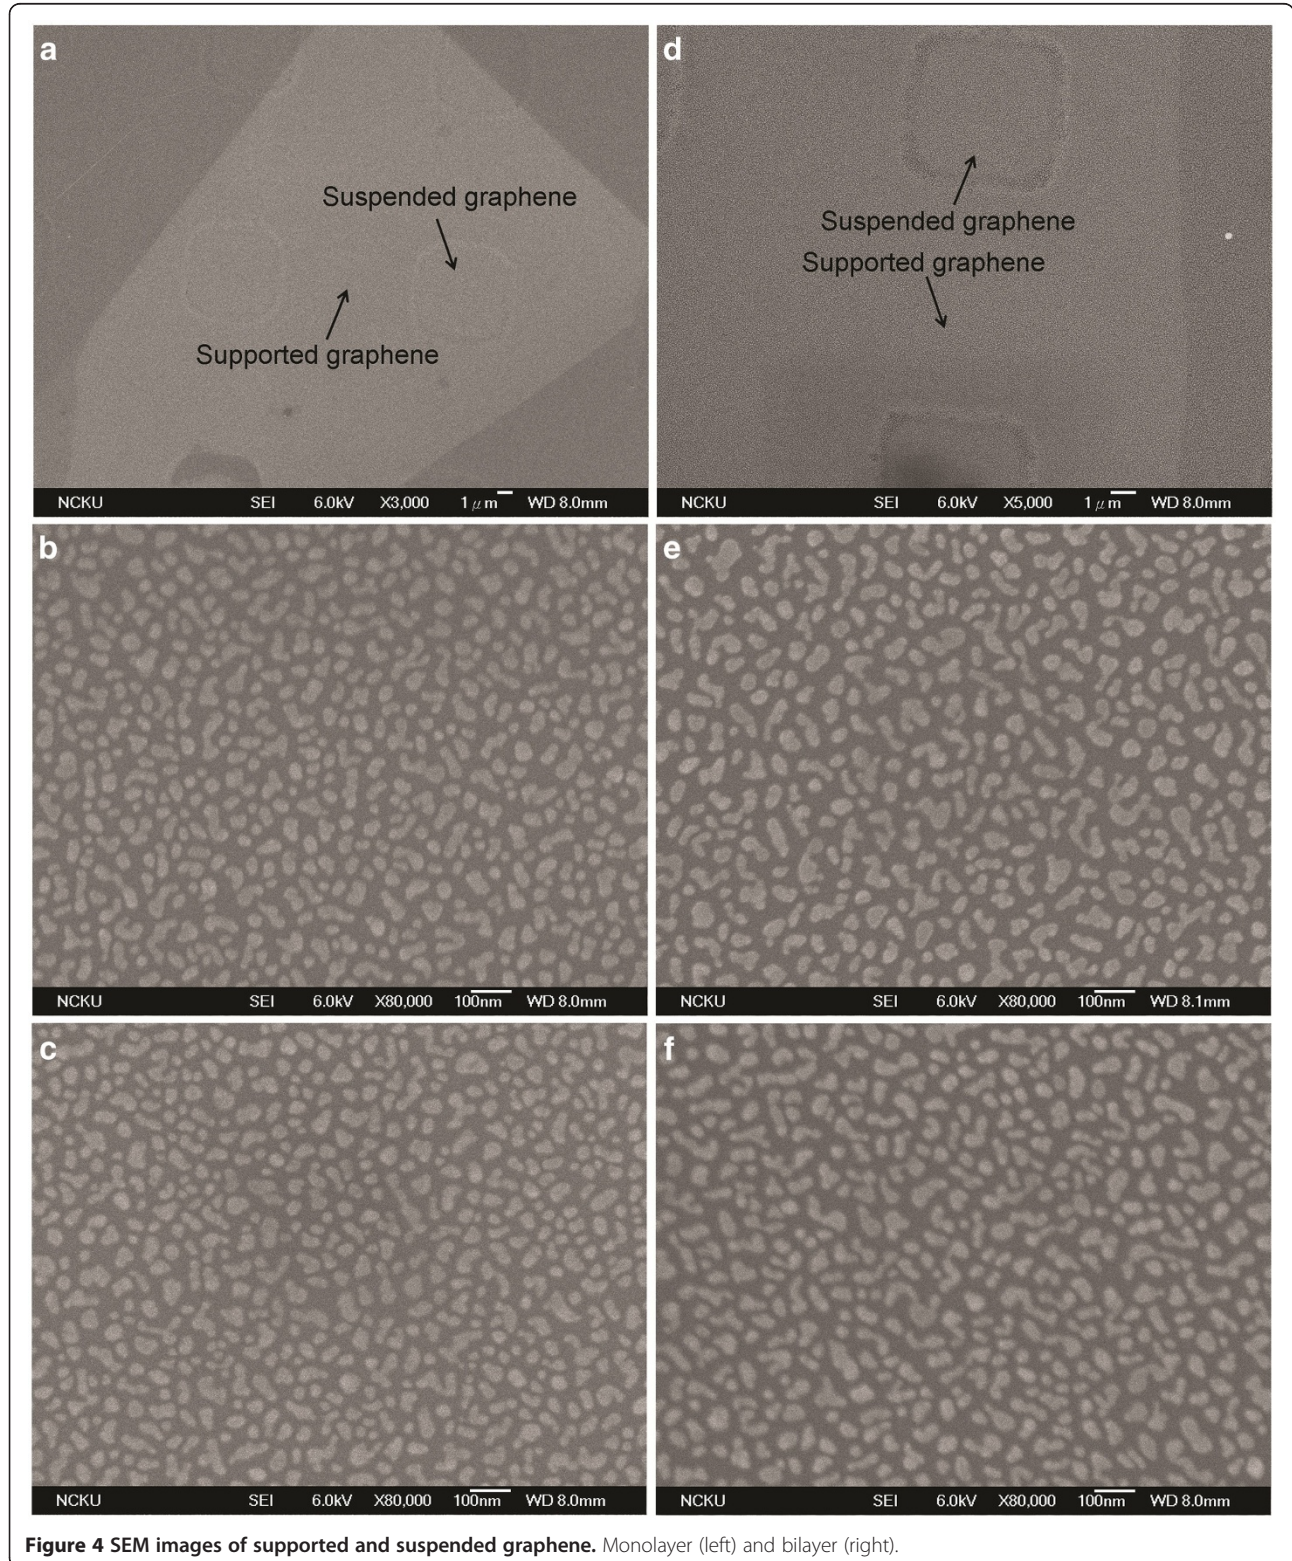 a
Suspended graphene
Supported graphene
NCKU SEI 6.0kV X3,000 1μm WD 8.0mm
d
Suspended graphene
Supported graphene
NCKU SEI 6.0kV X5,000 1μm WD 8.0mm
b
NCKU SEI 6.0kV X80,000 100nm WD 8.0mm
e
NCKU SEI 6.0kV X80,000 100nm WD 8.1mm
c
NCKU SEI 6.0kV X80,000 100nm WD 8.0mm
f
NCKU SEI 6.0kV X80,000 100nm WD 8.0mm
Figure 4 SEM images of supported and suspended graphene. Monolayer (left) and bilayer (right).